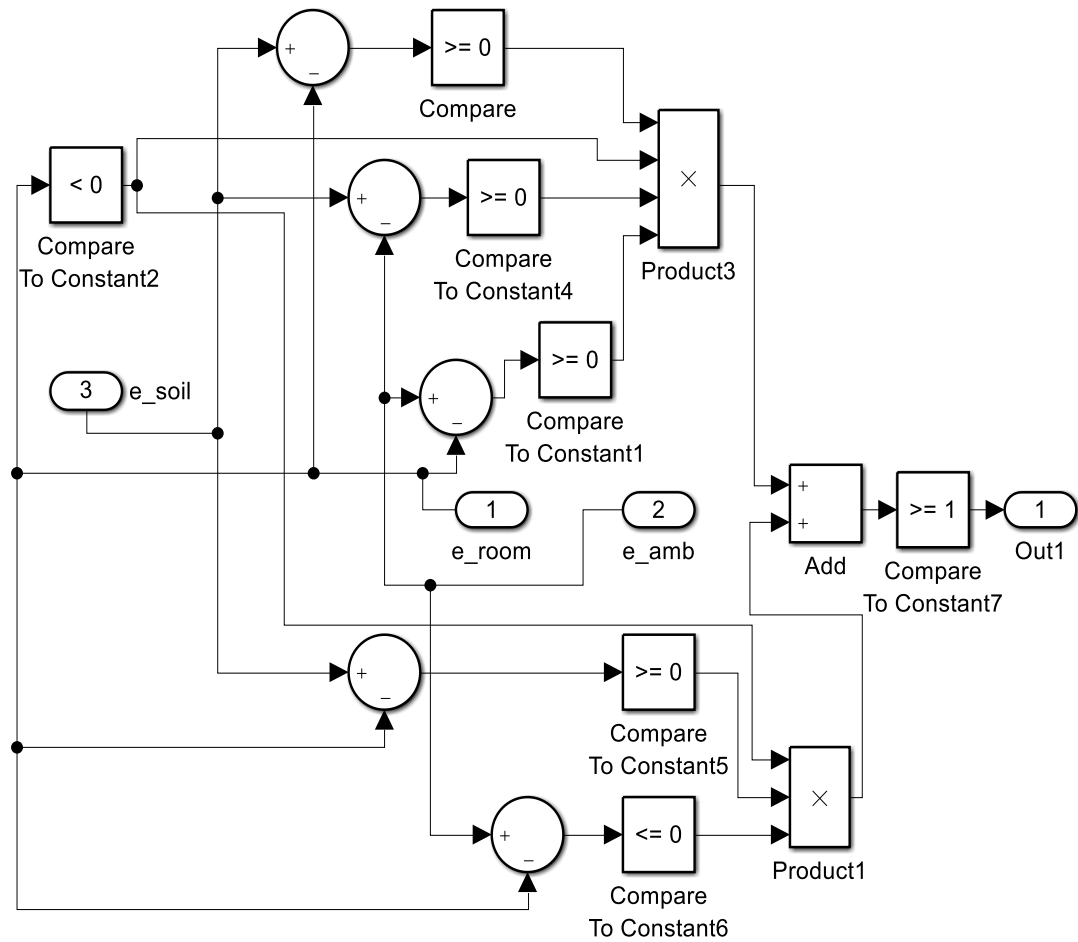 +
−
>= 0
Compare
< 0
Compare
To Constant2
+
−
>= 0
Compare
To Constant4
×
Product3
+
−
>= 0
Compare
To Constant1
3
e_soil
1
e_room
2
e_amb
+
+
Add
>= 1
Compare
To Constant7
1
Out1
+
−
>= 0
Compare
To Constant5
+
−
<= 0
Compare
To Constant6
×
Product1